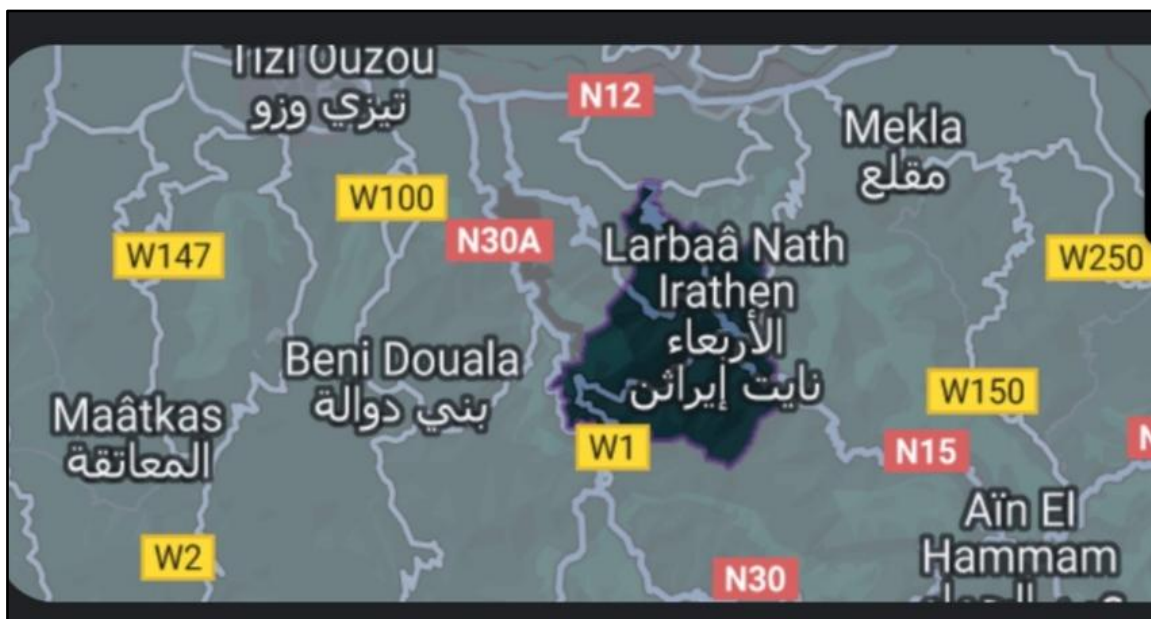 Tizi Ouzou
تيزي وزو
N12
Mekla
مقلع
W100
N30A
W147
Larbaâ Nath
Irathen
الأربعاء
نايت إيراثن
W250
Beni Douala
بني دوالة
Maâtkas
المعاتقة
W150
W1
N15
Aïn El
Hammam
W2
N30